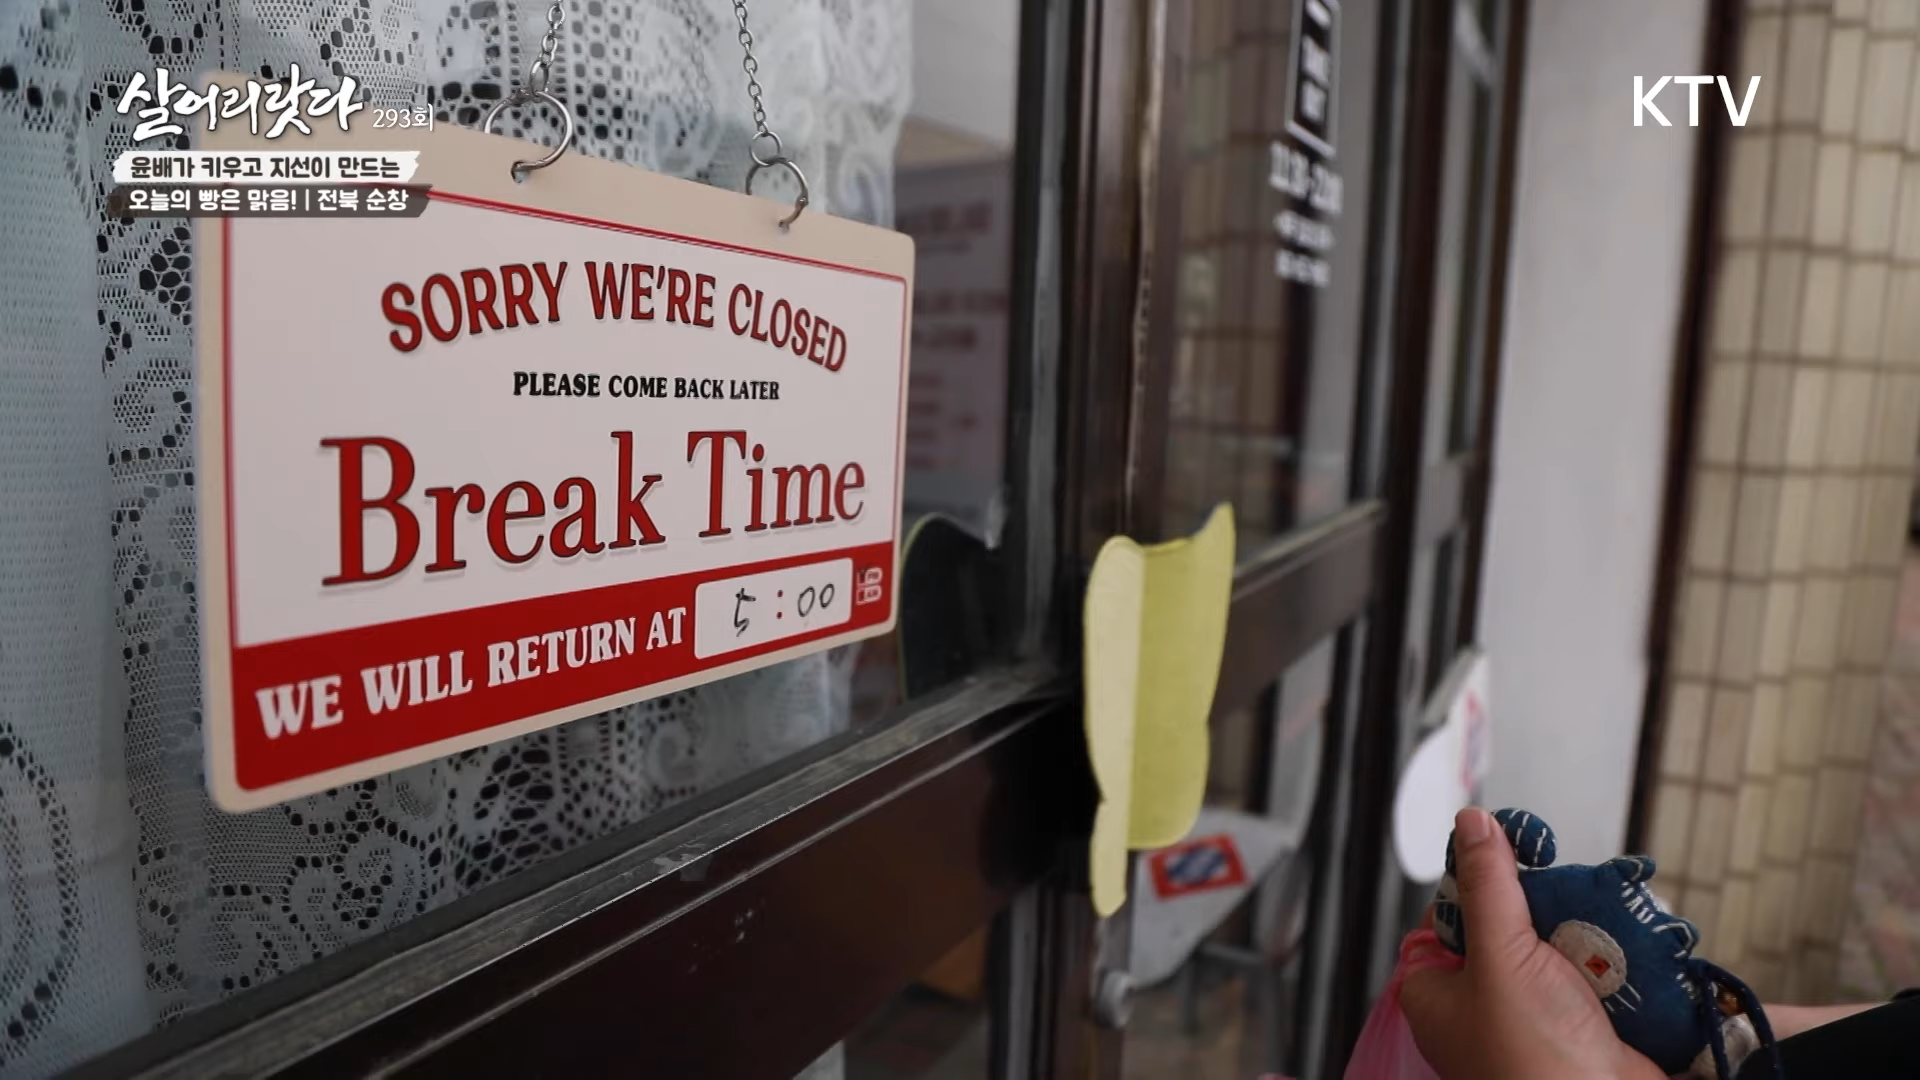 살어리랏다 293회
윤배가 키우고 지선이 만드는
오늘의 빵은 맑음! | 전북 순창
KTV
SORRY WE'RE CLOSED
PLEASE COME BACK LATER
Break Time
WE WILL RETURN AT 5:00 PM AM